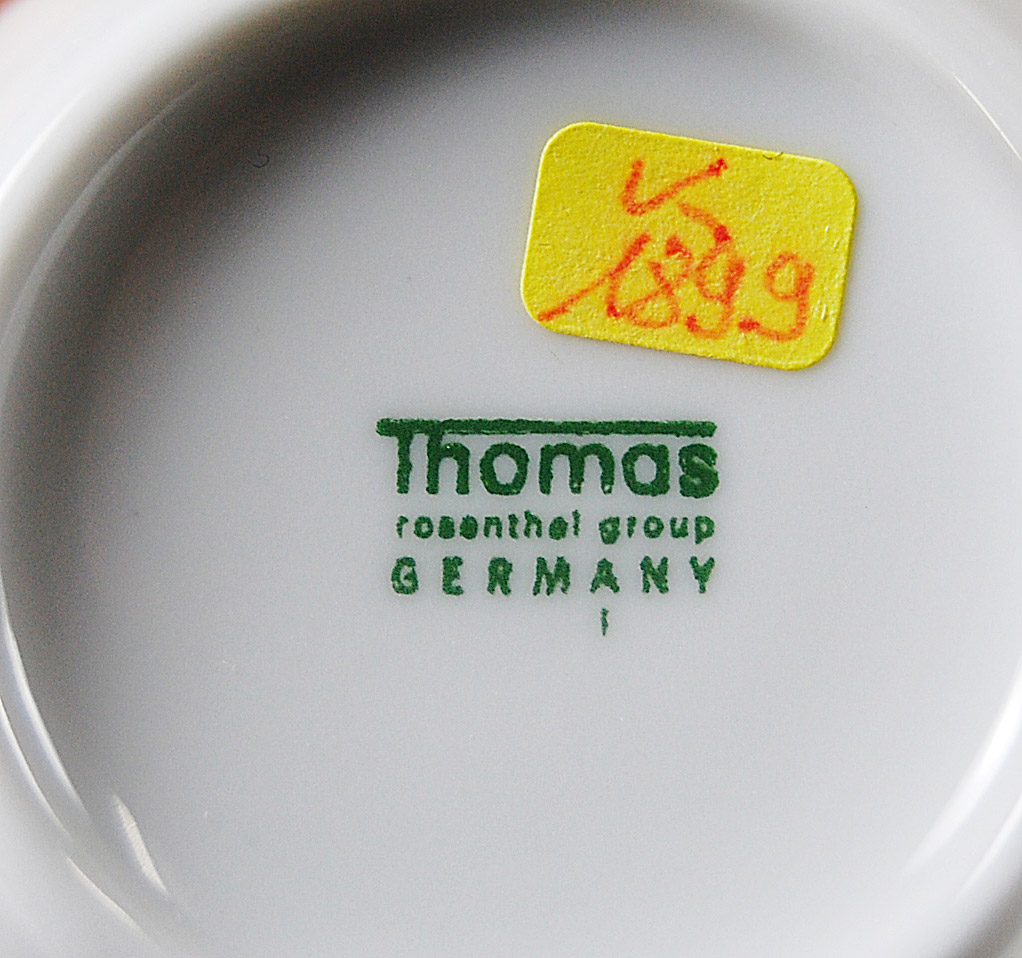 1899
Thomas
rosenthal group
GERMANY